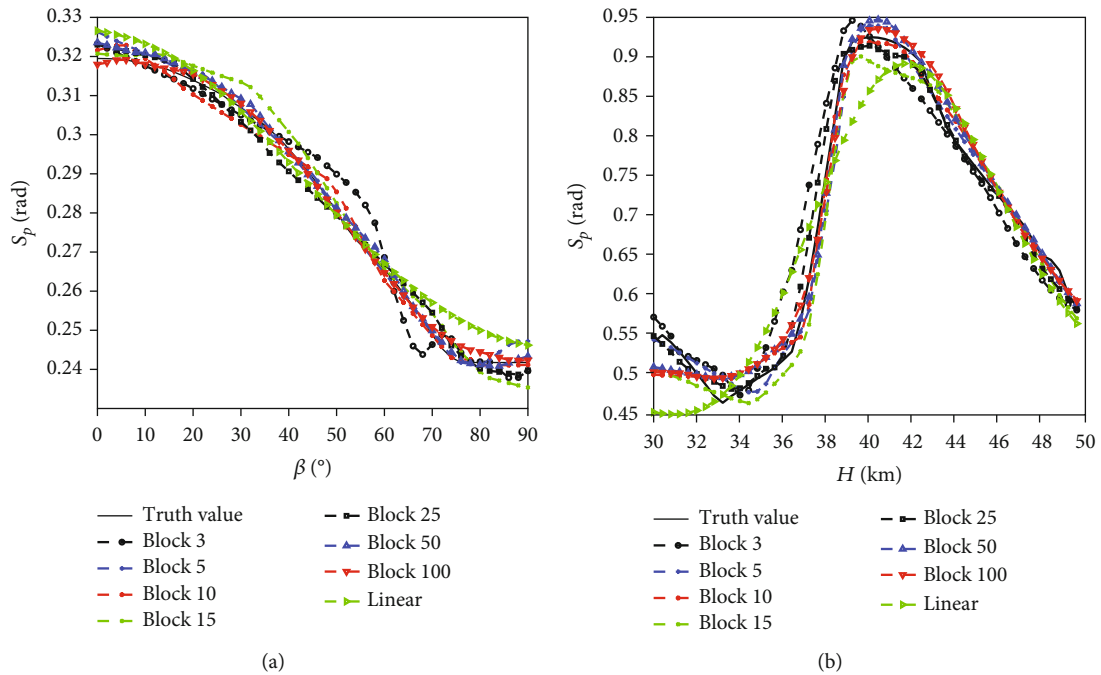 0.33
0.32
0.31
0.3
0.29
0.28
0.27
0.26
0.25
0.24
S_p (rad)
0 10 20 30 40 50 60 70 80 90
β (°)
Truth value
Block 3
Block 5
Block 10
Block 15
Block 25
Block 50
Block 100
Linear
(a)
0.95
0.9
0.85
0.8
0.75
0.7
0.65
0.6
0.55
0.5
0.45
S_p (rad)
30 32 34 36 38 40 42 44 46 48 50
H (km)
Truth value
Block 3
Block 5
Block 10
Block 15
Block 25
Block 50
Block 100
Linear
(b)